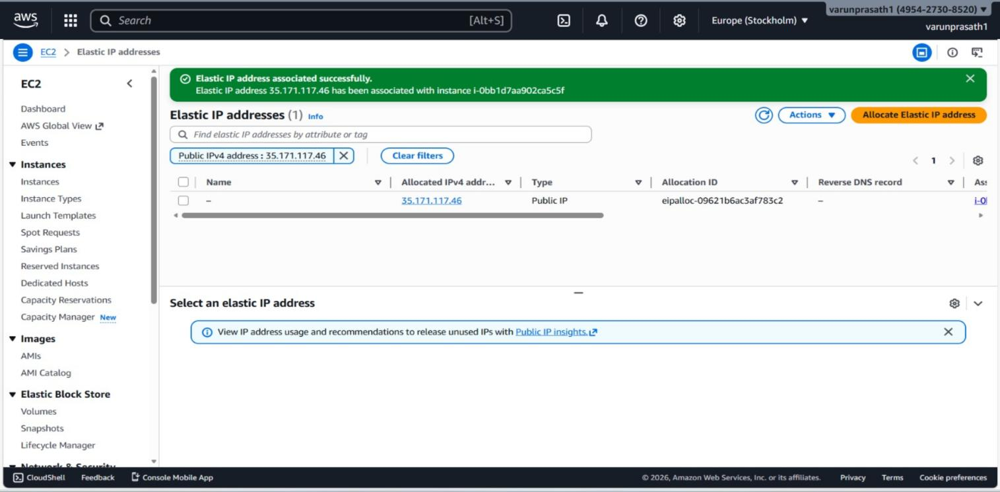 aws
Search [Alt+S]
Europe (Stockholm) ▼
varunprasath1 (4954-2730-8520) ▼
varunprasath1
EC2 > Elastic IP addresses
EC2
Dashboard
AWS Global View
Events
Instances
Instances
Instance Types
Launch Templates
Spot Requests
Savings Plans
Reserved Instances
Dedicated Hosts
Capacity Reservations
Capacity Manager New
Images
AMIs
AMI Catalog
Elastic Block Store
Volumes
Snapshots
Lifecycle Manager
Network & Security
Elastic IP address associated successfully.
Elastic IP address 35.171.117.46 has been associated with instance i-0bb1d7aa902ca5c5f
Elastic IP addresses (1) Info
Actions ▼ Allocate Elastic IP address
Find elastic IP addresses by attribute or tag
Public IPv4 address : 35.171.117.46 Clear filters
1
Name Allocated IPv4 addr... Type Allocation ID Reverse DNS record Ass
– 35.171.117.46 Public IP eipalloc-09621b6ac3af783c2 – i-0l
Select an elastic IP address
View IP address usage and recommendations to release unused IPs with Public IP insights.
CloudShell Feedback Console Mobile App © 2026, Amazon Web Services, Inc. or its affiliates. Privacy Terms Cookie preferences